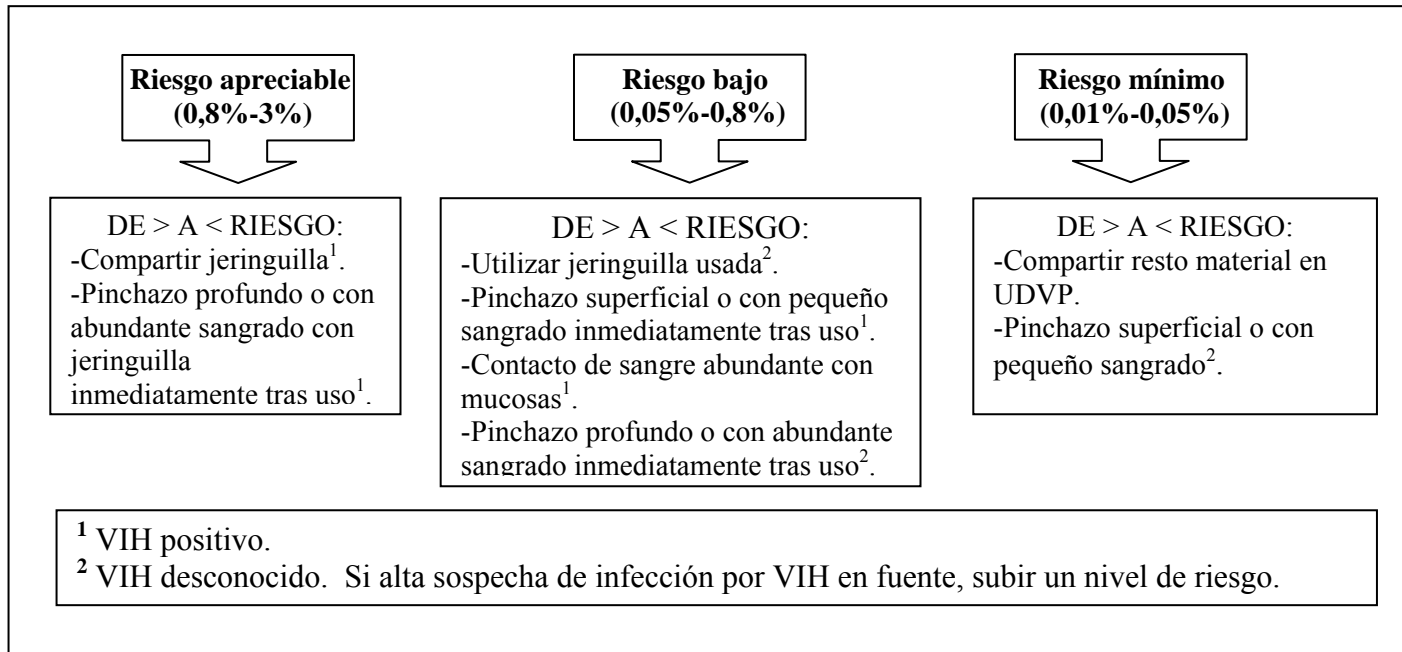 Riesgo apreciable
(0,8%-3%)
Riesgo bajo
(0,05%-0,8%)
Riesgo mínimo
(0,01%-0,05%)
DE > A < RIESGO:
-Compartir jeringuilla¹.
-Pinchazo profundo o con
abundante sangrado con
jeringuilla
inmediatamente tras uso¹.
DE > A < RIESGO:
-Utilizar jeringuilla usada².
-Pinchazo superficial o con pequeño
sangrado inmediatamente tras uso¹.
-Contacto de sangre abundante con
mucosas¹.
-Pinchazo profundo o con abundante
sangrado inmediatamente tras uso².
DE > A < RIESGO:
-Compartir resto material en
UDVP.
-Pinchazo superficial o con
pequeño sangrado².
¹ VIH positivo.
² VIH desconocido. Si alta sospecha de infección por VIH en fuente, subir un nivel de riesgo.